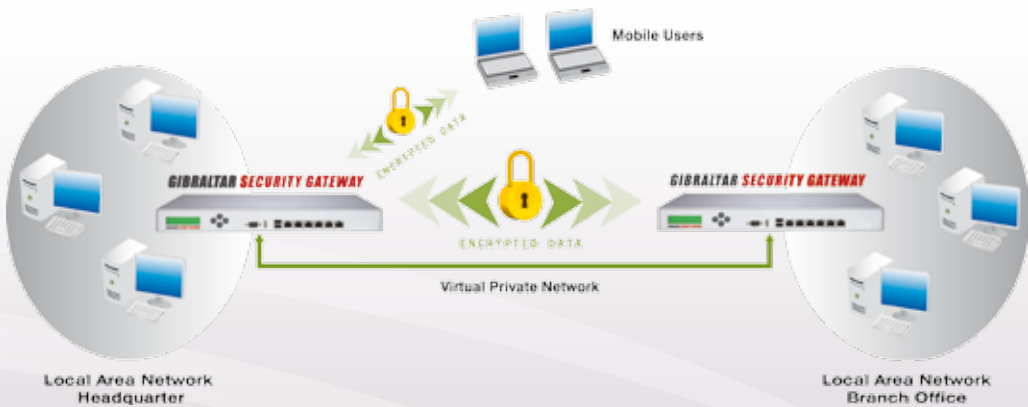 Mobile Users
ENCRYPTED DATA
GIBRALTAR SECURITY GATEWAY
GIBRALTAR SECURITY GATEWAY
ENCRYPTED DATA
Virtual Private Network
Local Area Network
Headquarter
Local Area Network
Branch Office